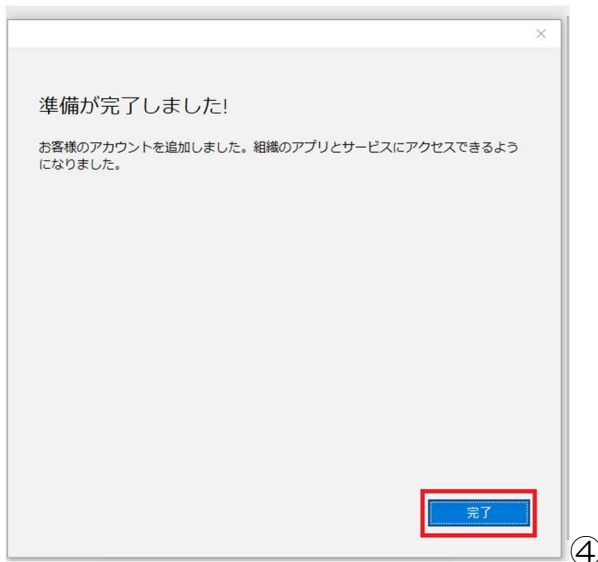 準備が完了しました!
お客様のアカウントを追加しました。組織のアプリとサービスにアクセスできるよう
になりました。
完了
④